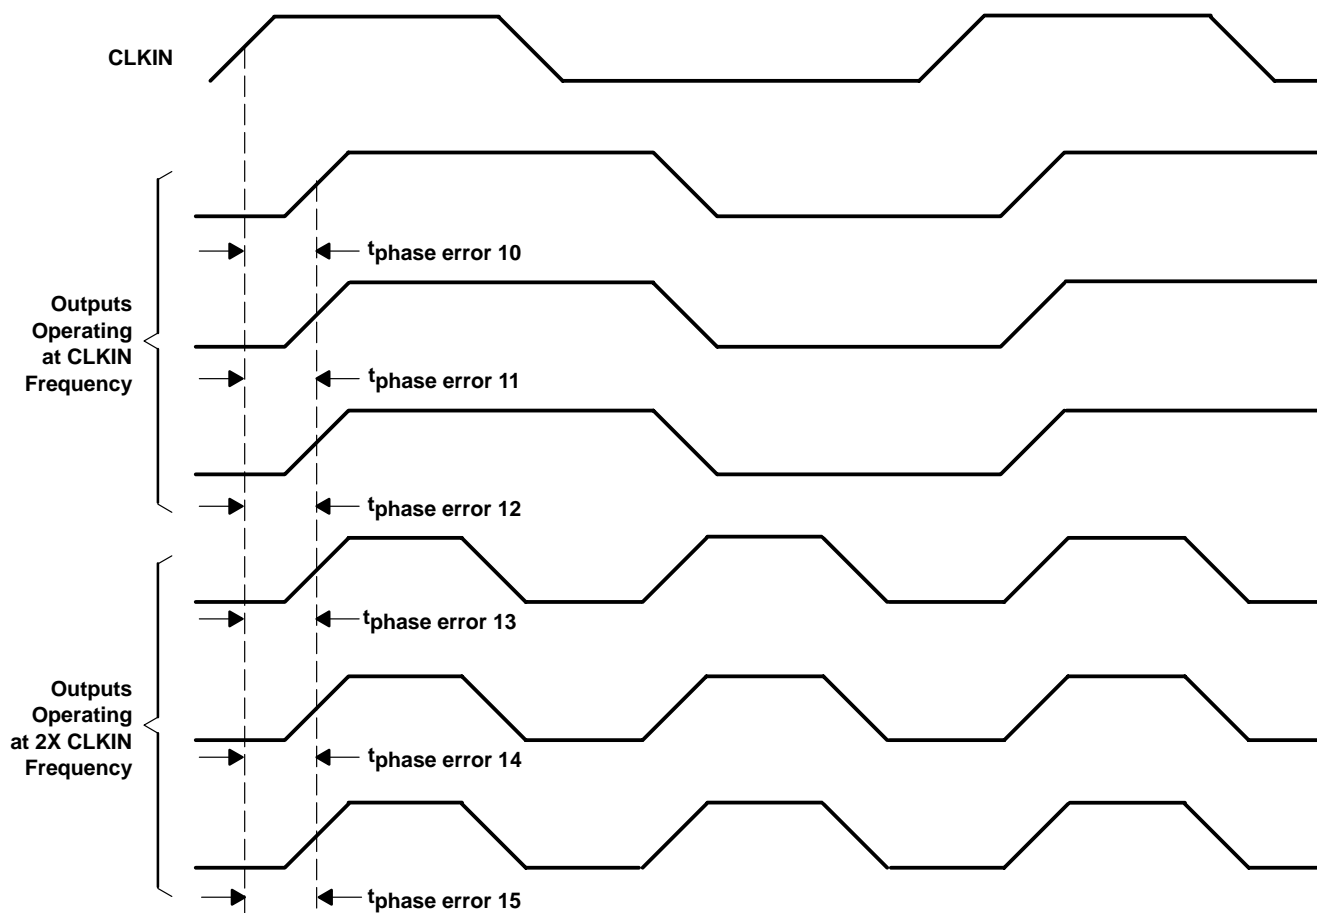 CLKIN
tphase error 10
Outputs
Operating
at CLKIN
Frequency
tphase error 11
tphase error 12
tphase error 13
Outputs
Operating
at 2X CLKIN
Frequency
tphase error 14
tphase error 15